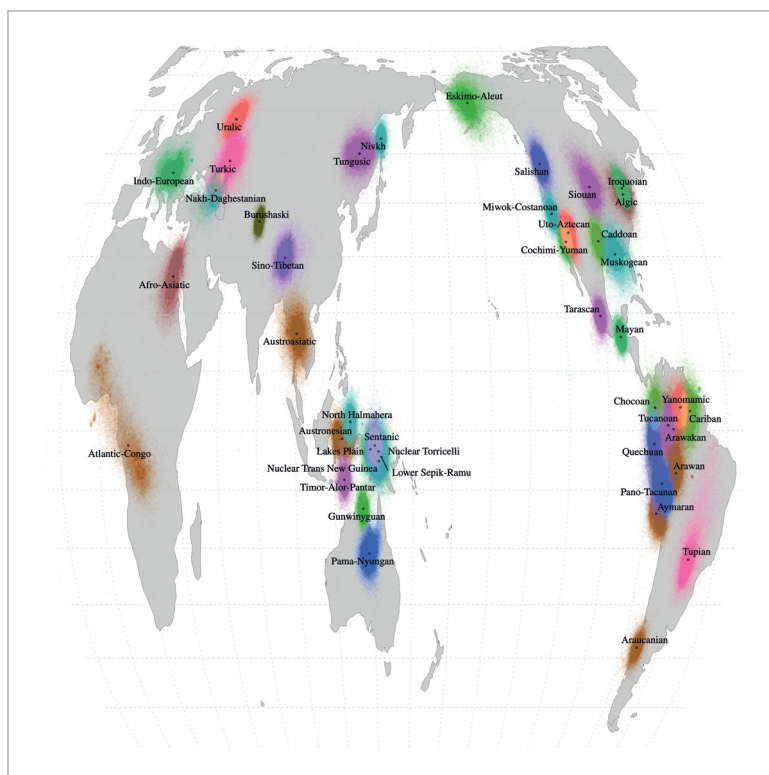 Eskimo-Aleut
Uralic
Nivkh
Tungusic
Turkic
Indo-European
Nakh-Daghestanian
Burushaski
Sino-Tibetan
Afro-Asiatic
Austroasiatic
Atlantic-Congo
North Halmahera
Austronesian
Sentanic
Lakes Plain
Nuclear Torricelli
Nuclear Trans New Guinea
Lower Sepik-Ramu
Timor-Alor-Pantar
Gunwinyguan
Pama-Nyungan
Salishan
Siouan
Iroquoian
Algic
Miwok-Costanoan
Uto-Aztecan
Caddoan
Cochimi-Yuman
Muskogean
Tarascan
Mayan
Chocoan
Yanomamic
Tucanoan
Cariban
Arawakan
Quechuan
Arawan
Pano-Tacanan
Aymaran
Tupian
Araucanian